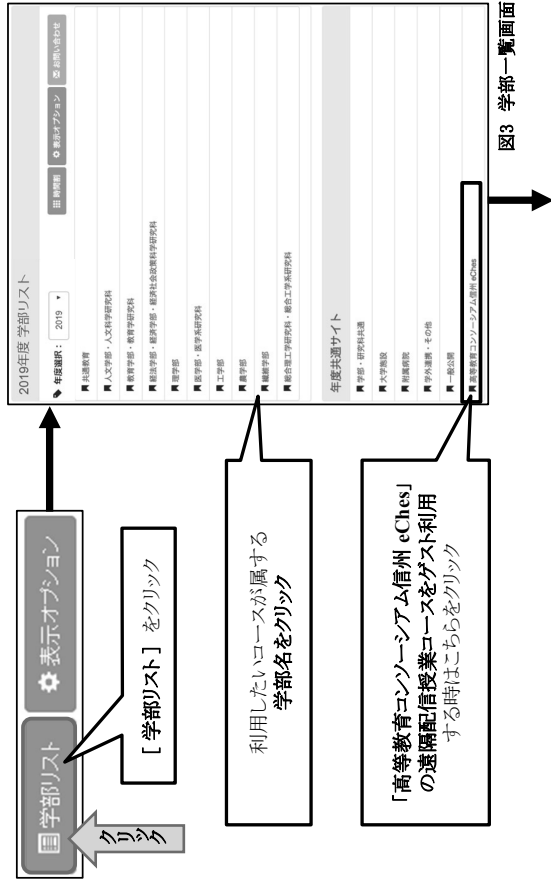 学部リスト
表示オプション
クリック
[ 学部リスト ] をクリック
2019年度 学部リスト
年度選択： 2019
時間割
表示オプション
お問い合わせ
共通教育
人文学部・人文科学研究科
教育学部・教育学研究科
経法学部・経済学部・経済社会政策科学研究科
理学部
医学部・医学系研究科
工学部
農学部
繊維学部
総合理工学研究科・総合工学系研究科
年度共通サイト
学部・研究科共通
大学施設
附属病院
学外連携・その他
一般公開
高等教育コンソーシアム信州 eChes
利用したいコースが属する
学部名をクリック
「高等教育コンソーシアム信州 eChes」
の遠隔配信授業コースをゲスト利用
する時はこちらをクリック
図3 学部一覧画面